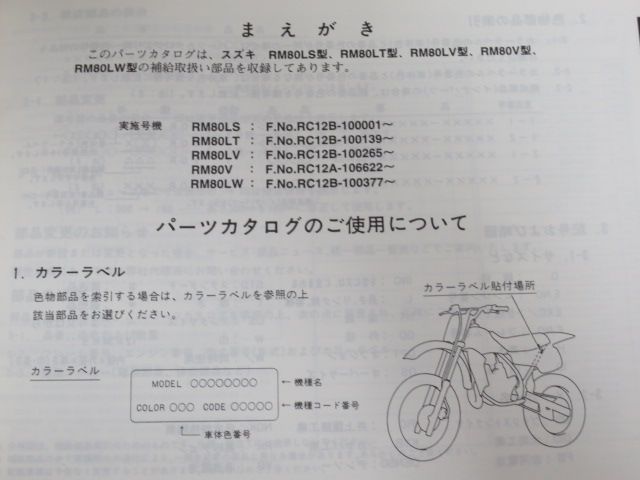 まえがき
このパーツカタログは、スズキ RM80LS型、RM80LT型、RM80LV型、RM80V型、
RM80LW型の補給取扱い部品を収録してあります。
実施号機 RM80LS : F.No.RC12B-100001～
RM80LT : F.No.RC12B-100139～
RM80LV : F.No.RC12B-100265～
RM80V : F.No.RC12A-106622～
RM80LW : F.No.RC12B-100377～
パーツカタログのご使用について
1. カラーラベル
色物部品を索引する場合は、カラーラベルを参照の上
該当部品をお選びください。
カラーラベル貼付場所
カラーラベル
MODEL ○○○○○○○○ ←機種名
COLOR ○○○ CODE ○○○○○ ←機種コード番号
↑車体色番号